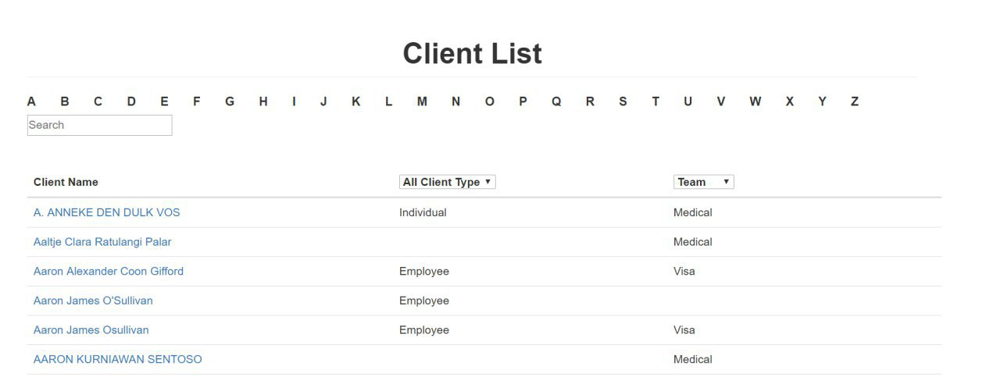 Client List
A B C D E F G H I J K L M N O P Q R S T U V W X Y Z
Search
Client Name All Client Type ▼ Team ▼
A. ANNEKE DEN DULK VOS Individual Medical
Aaltje Clara Ratulangi Palar Medical
Aaron Alexander Coon Gifford Employee Visa
Aaron James O'Sullivan Employee
Aaron James Osullivan Employee Visa
AARON KURNIAWAN SENTOSO Medical